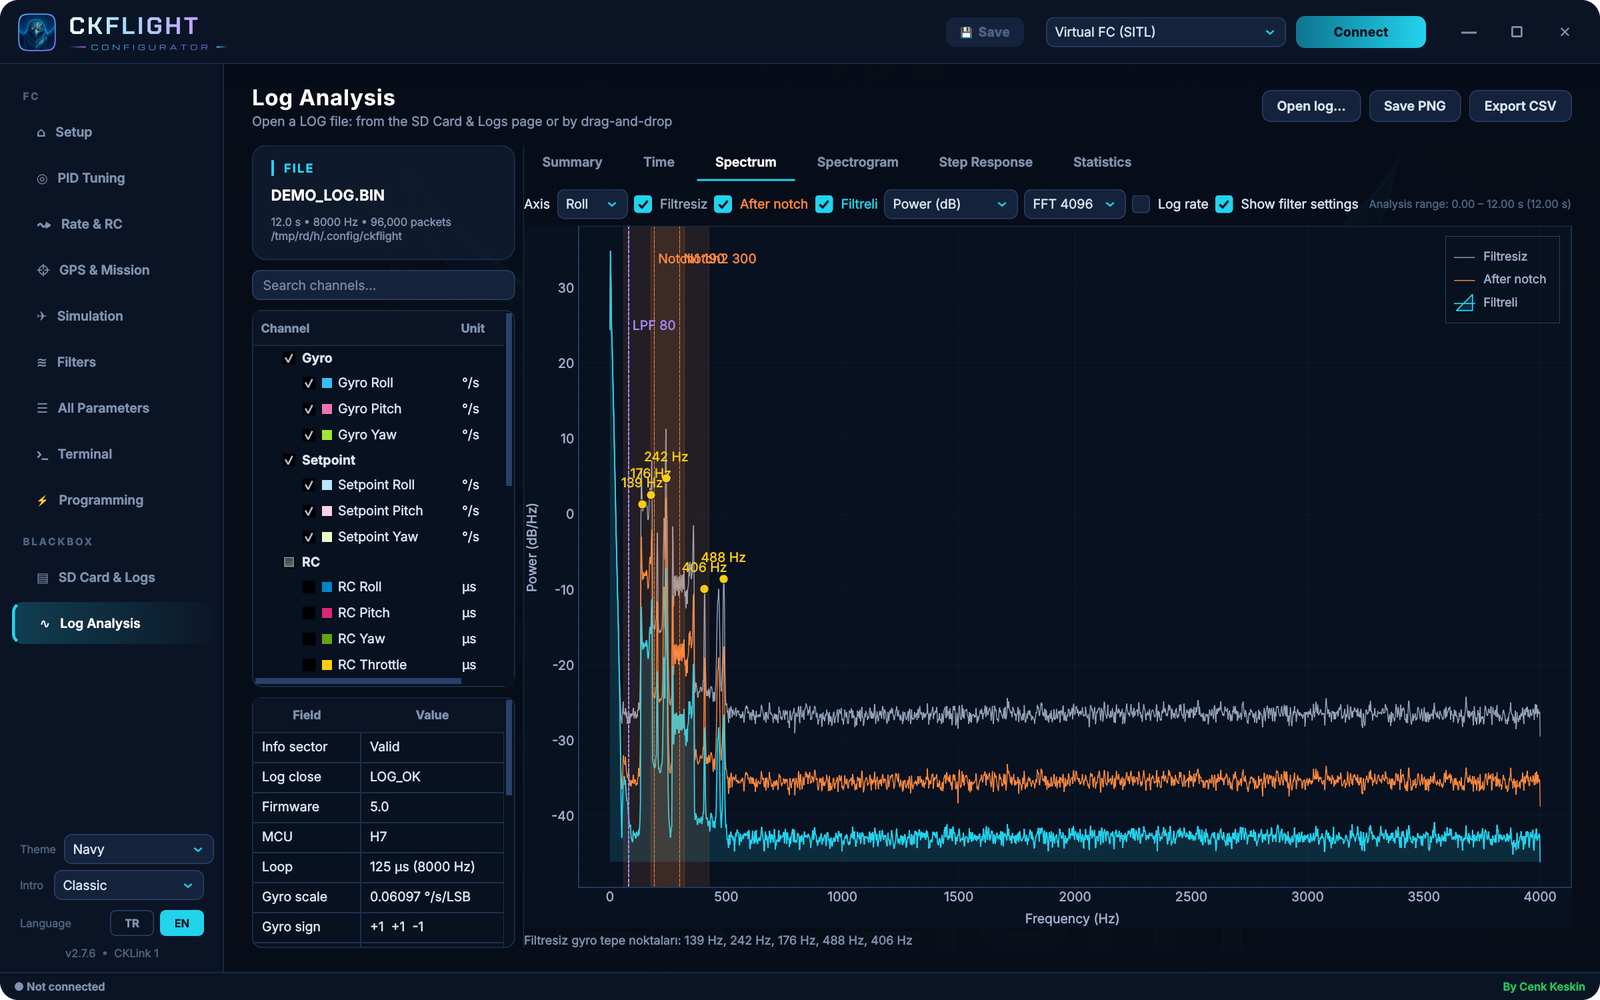 CKFLIGHT
CONFIGURATOR
Save
Virtual FC (SITL)
Connect
FC
Setup
PID Tuning
Rate & RC
GPS & Mission
Simulation
Filters
All Parameters
Terminal
Programming
BLACKBOX
SD Card & Logs
Log Analysis
Theme
Navy
Intro
Classic
Language
TR
EN
v2.7.6 • CKLink 1
Log Analysis
Open a LOG file: from the SD Card & Logs page or by drag-and-drop
Open log...
Save PNG
Export CSV
FILE
DEMO_LOG.BIN
12.0 s • 8000 Hz • 96,000 packets
/tmp/rd/h/.config/ckflight
Search channels...
Channel Unit
Gyro
Gyro Roll °/s
Gyro Pitch °/s
Gyro Yaw °/s
Setpoint
Setpoint Roll °/s
Setpoint Pitch °/s
Setpoint Yaw °/s
RC
RC Roll µs
RC Pitch µs
RC Yaw µs
RC Throttle µs
Field Value
Info sector Valid
Log close LOG_OK
Firmware 5.0
MCU H7
Loop 125 µs (8000 Hz)
Gyro scale 0.06097 °/s/LSB
Gyro sign +1 +1 -1
Summary Time Spectrum Spectrogram Step Response Statistics
Axis Roll Filtresiz After notch Filtreli Power (dB) FFT 4096 Log rate Show filter settings Analysis range: 0.00 – 12.00 s (12.00 s)
Filtresiz
After notch
Filtreli
Notch1 190
Notch2 300
LPF 80
242 Hz
176 Hz
139 Hz
488 Hz
406 Hz
Power (dB/Hz)
30
20
10
0
-10
-20
-30
-40
0 500 1000 1500 2000 2500 3000 3500 4000
Frequency (Hz)
Filtresiz gyro tepe noktaları: 139 Hz, 242 Hz, 176 Hz, 488 Hz, 406 Hz
Not connected
By Cenk Keskin